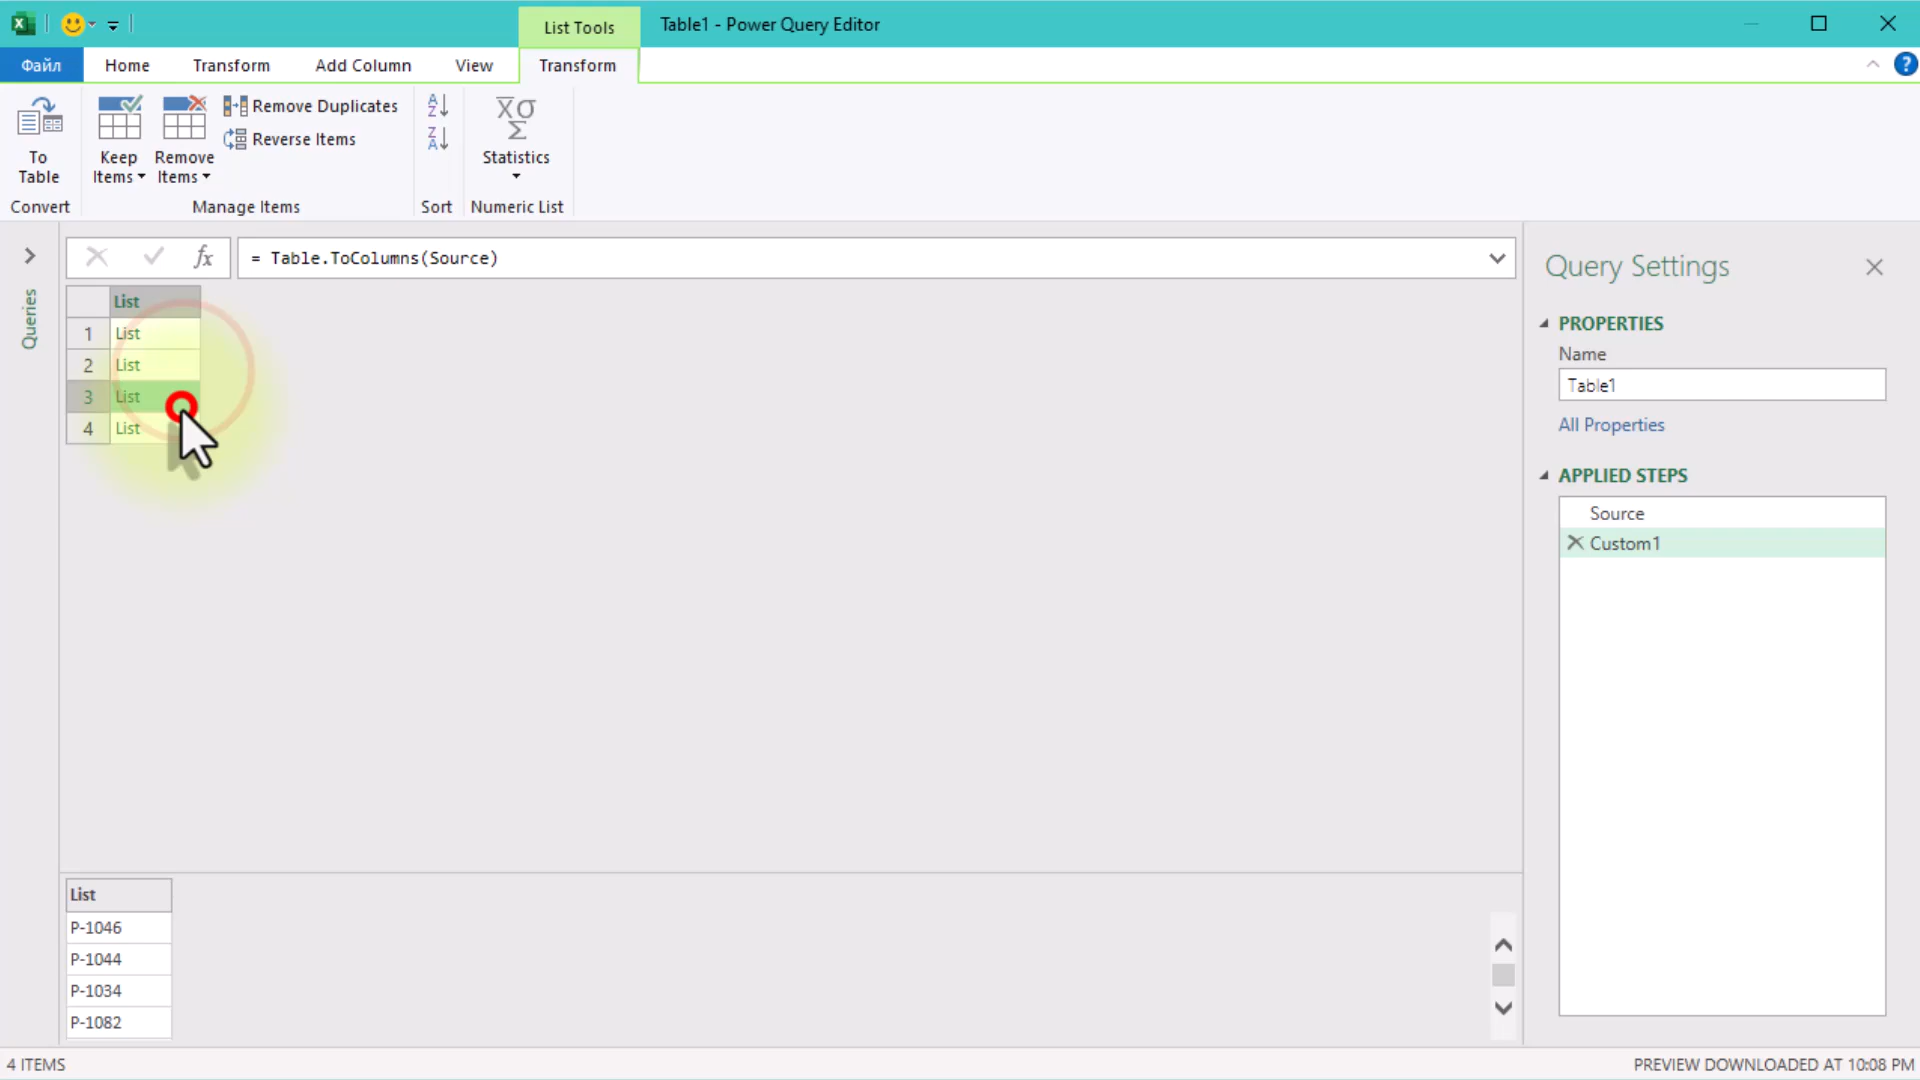 List Tools
Table1 - Power Query Editor
Файл
Home
Transform
Add Column
View
Transform
To Table
Keep Items
Remove Items
Remove Duplicates
Reverse Items
Statistics
Convert
Manage Items
Sort
Numeric List
Queries
fx
= Table.ToColumns(Source)
List
1 List
2 List
3 List
4 List
Query Settings
PROPERTIES
Name
Table1
All Properties
APPLIED STEPS
Source
Custom1
List
P-1046
P-1044
P-1034
P-1082
4 ITEMS
PREVIEW DOWNLOADED AT 10:08 PM